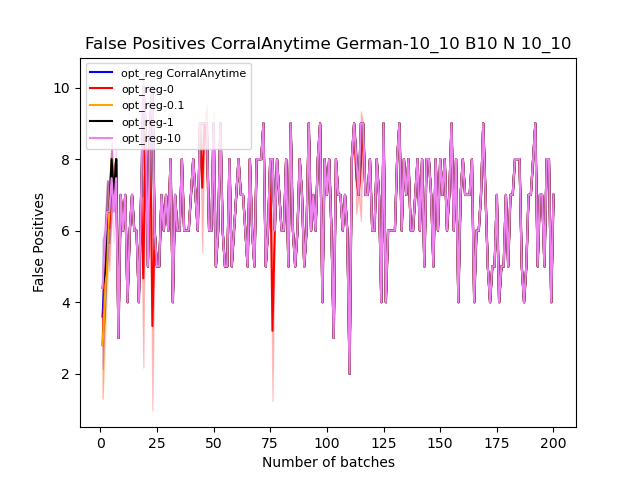 False Positives CorralAnytime German-10_10 B10 N 10_10
opt_reg CorralAnytime
opt_reg-0
opt_reg-0.1
opt_reg-1
opt_reg-10
10
8
6
4
2
False Positives
0
25
50
75
100
125
150
175
200
Number of batches